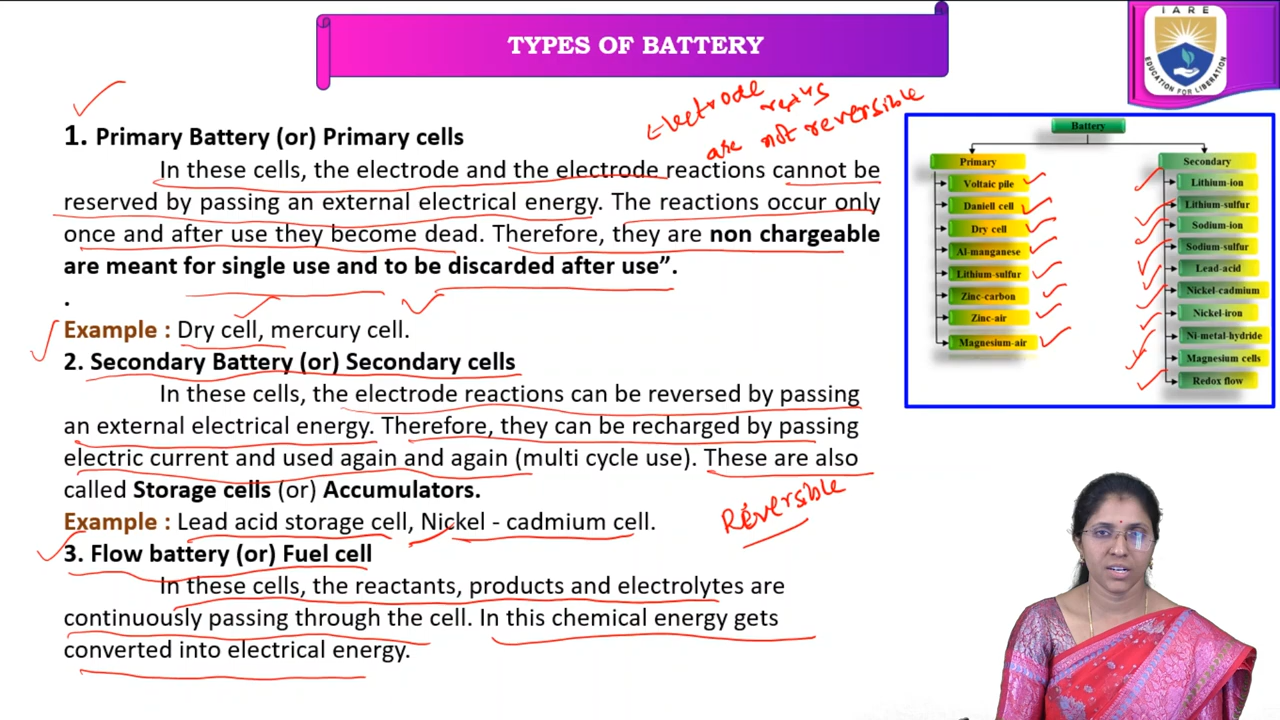 TYPES OF BATTERY
IARE
EDUCATION FOR LIBERATION
1. Primary Battery (or) Primary cells
Electrode
are not reversible
In these cells, the electrode and the electrode reactions cannot be
reserved by passing an external electrical energy. The reactions occur only
once and after use they become dead. Therefore, they are non chargeable
are meant for single use and to be discarded after use”.
.
Example : Dry cell, mercury cell.
2. Secondary Battery (or) Secondary cells
In these cells, the electrode reactions can be reversed by passing
an external electrical energy. Therefore, they can be recharged by passing
electric current and used again and again (multi cycle use). These are also
called Storage cells (or) Accumulators.
Example : Lead acid storage cell, Nickel - cadmium cell.
Reversible
3. Flow battery (or) Fuel cell
In these cells, the reactants, products and electrolytes are
continuously passing through the cell. In this chemical energy gets
converted into electrical energy.
Battery
Primary
Voltaic pile
Daniell cell
Dry cell
Al-manganese
Lithium-sulfur
Zinc-carbon
Zinc-air
Magnesium-air
Secondary
Lithium-ion
Lithium-sulfur
Sodium-ion
Sodium-sulfur
Lead-acid
Nickel-cadmium
Nickel-iron
Ni-metal-hydride
Magnesium cells
Redox flow